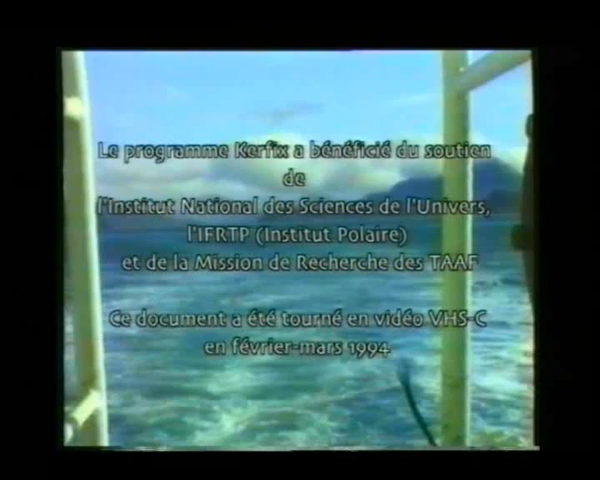 Le programme Kerfix a bénéficié du soutien
de
l'Institut National des Sciences de l'Univers,
l'IFRTP (Institut Polaire)
et de la Mission de Recherche des TAAF
Ce document a été tourné en vidéo VHS-C
en février-mars 1994